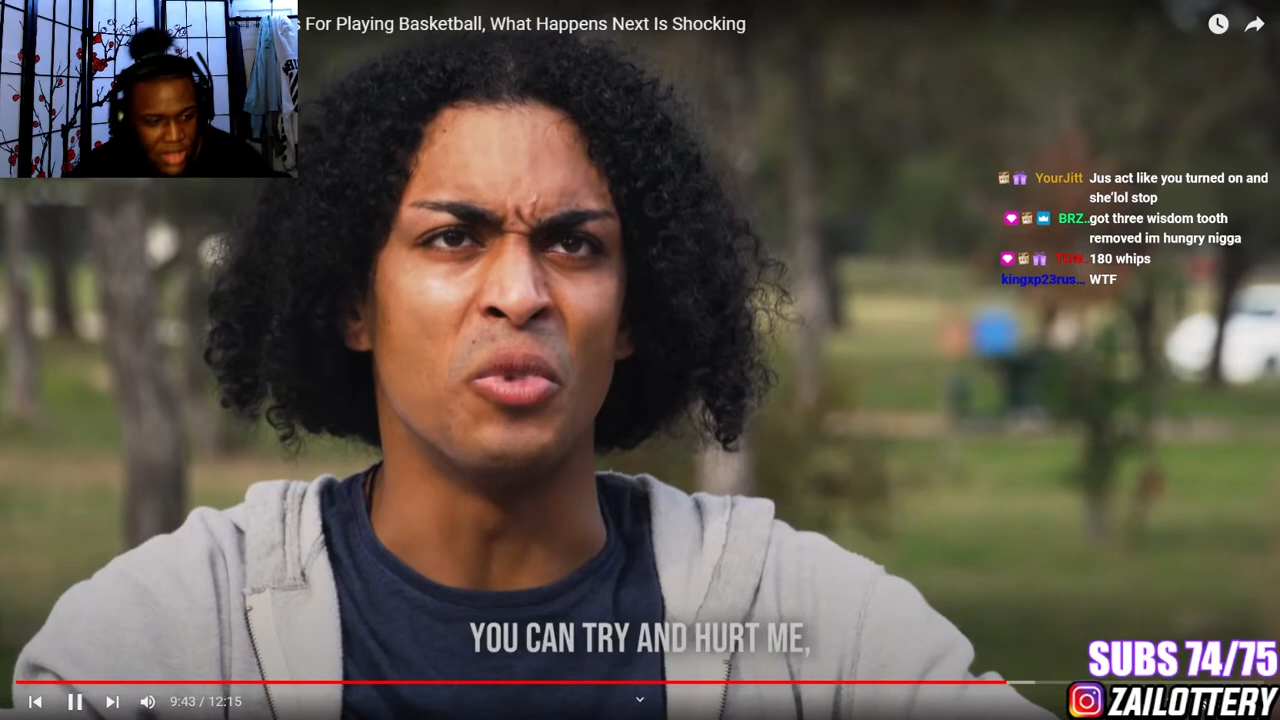 s For Playing Basketball, What Happens Next Is Shocking
YourJitt Jus act like you turned on and
she'lol stop
BRZ.. got three wisdom tooth
removed im hungry nigga
180 whips
kingxp23rus... WTF
YOU CAN TRY AND HURT ME,
SUBS 74/75
9:43 / 12:15
ZAILOTTERY